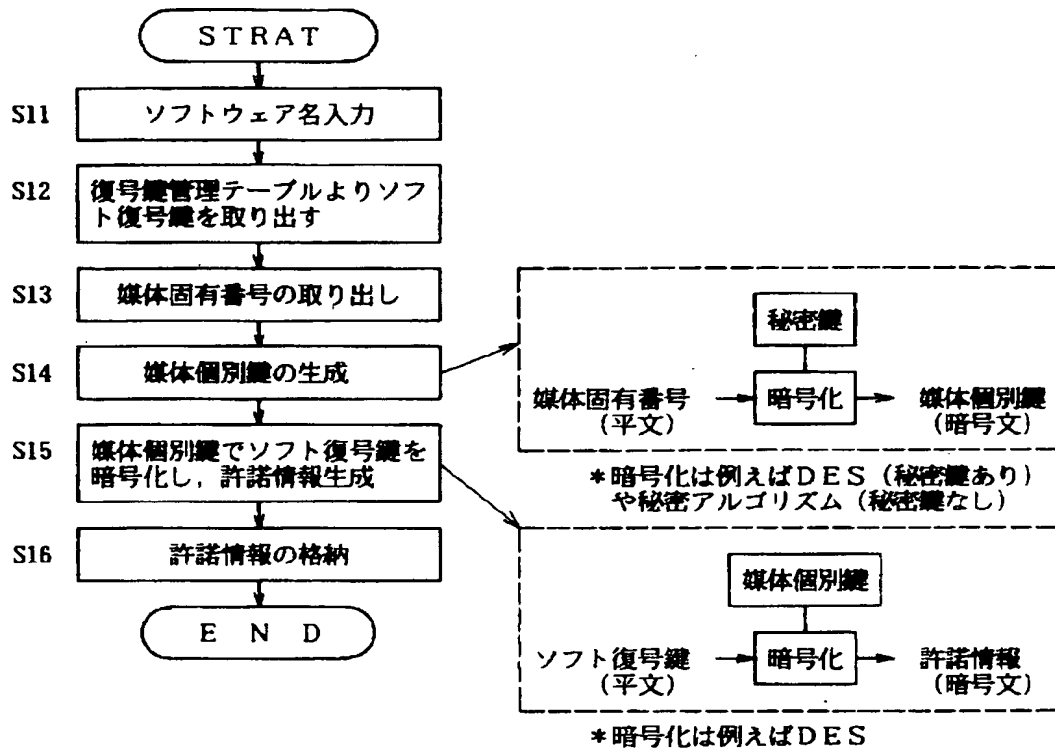 STRAT
S11 ソフトウェア名入力
S12 復号鍵管理テーブルよりソフ
ト復号鍵を取り出す
S13 媒体固有番号の取り出し
S14 媒体個別鍵の生成
S15 媒体個別鍵でソフト復号鍵を
暗号化し，許諾情報生成
S16 許諾情報の格納
END
秘密鍵
媒体固有番号 暗号化 媒体個別鍵
（平文） （暗号文）
＊暗号化は例えばDES（秘密鍵あり）
や秘密アルゴリズム（秘密鍵なし）
媒体個別鍵
ソフト復号鍵 暗号化 許諾情報
（平文） （暗号文）
＊暗号化は例えばDES